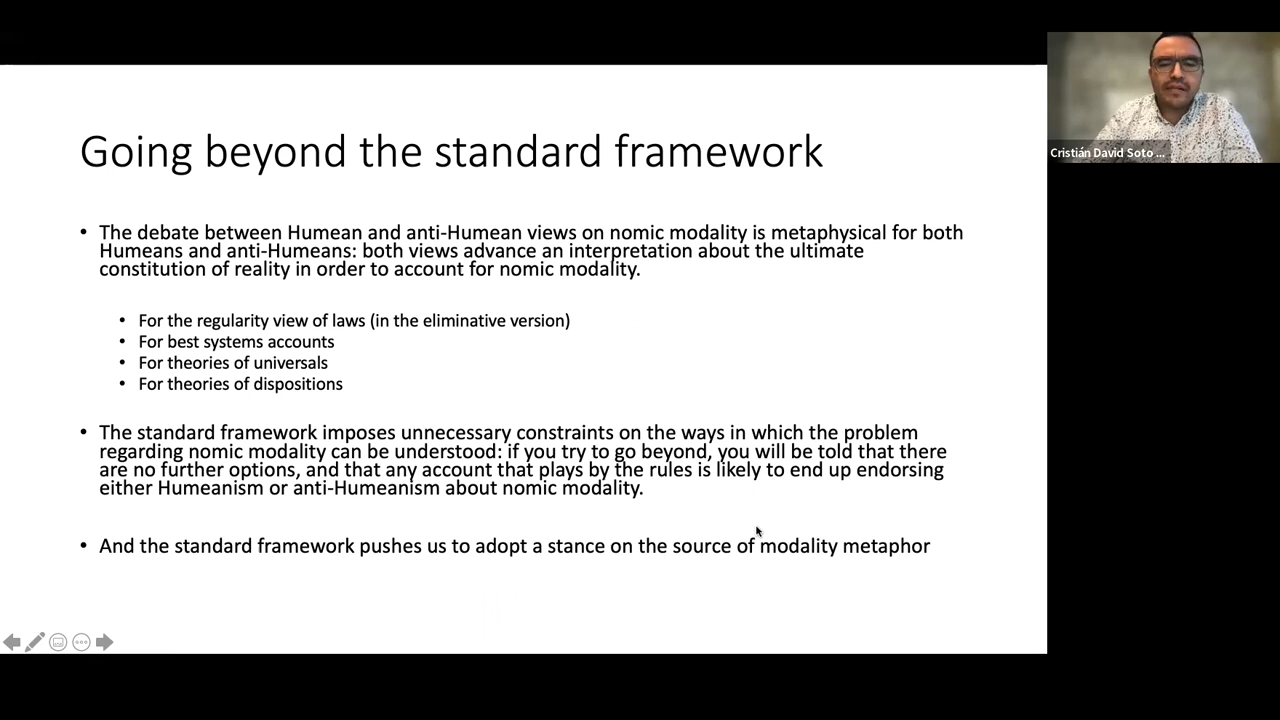 Going beyond the standard framework
• The debate between Humean and anti-Humean views on nomic modality is metaphysical for both
Humeans and anti-Humeans: both views advance an interpretation about the ultimate
constitution of reality in order to account for nomic modality.
• For the regularity view of laws (in the eliminative version)
• For best systems accounts
• For theories of universals
• For theories of dispositions
• The standard framework imposes unnecessary constraints on the ways in which the problem
regarding nomic modality can be understood: if you try to go beyond, you will be told that there
are no further options, and that any account that plays by the rules is likely to end up endorsing
either Humeanism or anti-Humeanism about nomic modality.
• And the standard framework pushes us to adopt a stance on the source of modality metaphor
Cristián David Soto ...